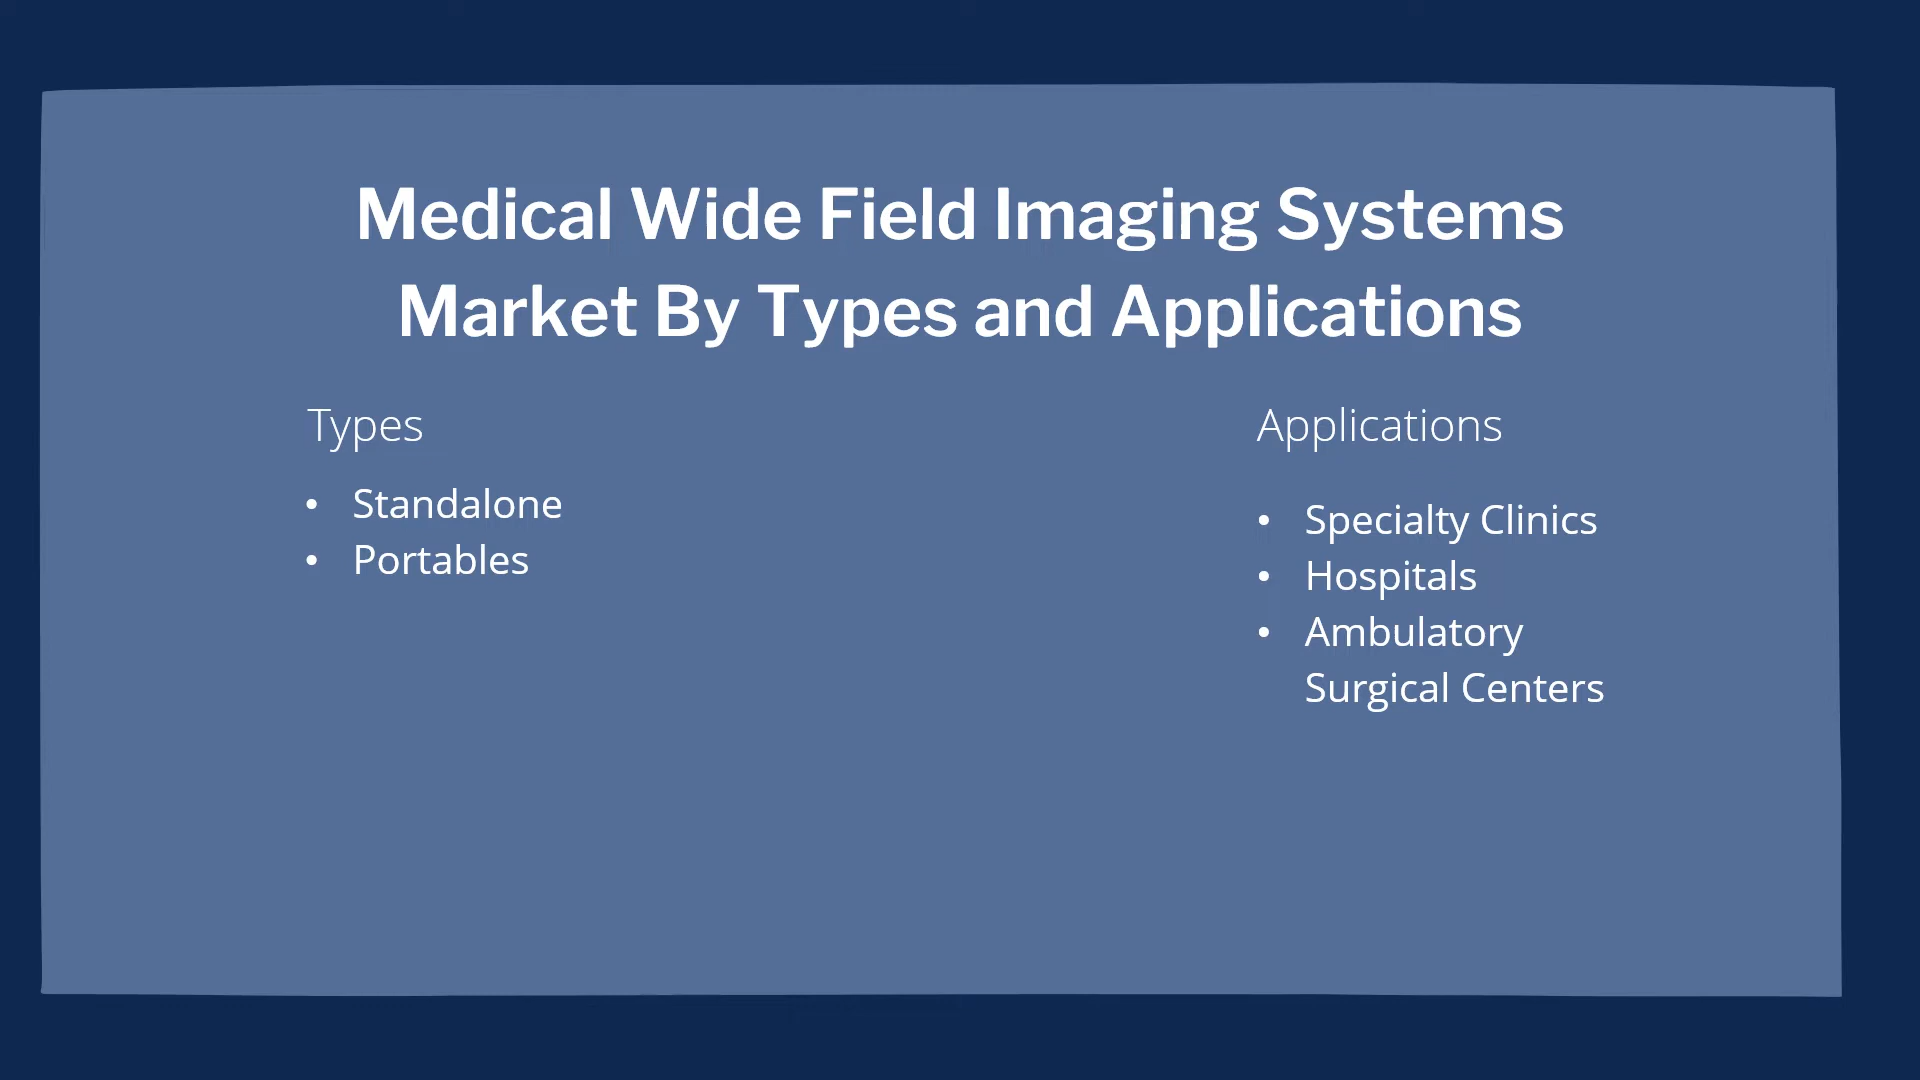 Medical Wide Field Imaging Systems
Market By Types and Applications
Types
• Standalone
• Portables
Applications
• Specialty Clinics
• Hospitals
• Ambulatory
Surgical Centers